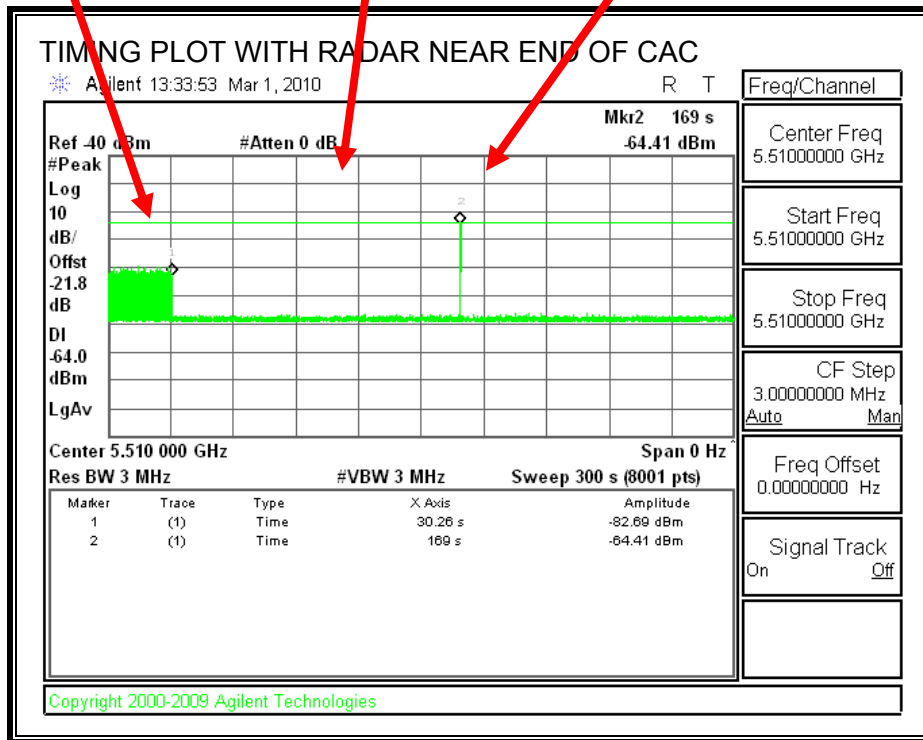 TIMING PLOT WITH RADAR NEAR END OF CAC
Agilent 13:33:53 Mar 1, 2010 R T
Mkr2 169 s
Ref -40 dBm #Atten 0 dB -64.41 dBm
#Peak
Log
10
dB/
Offst
-21.8
dB
DI
-64.0
dBm
LgAv
1
2
Center 5.510 000 GHz Span 0 Hz
Res BW 3 MHz #VBW 3 MHz Sweep 300 s (8001 pts)
Marker Trace Type X Axis Amplitude
1 (1) Time 30.26 s -82.69 dBm
2 (1) Time 169 s -64.41 dBm
Copyright 2000-2009 Agilent Technologies
Freq/Channel
Center Freq
5.51000000 GHz
Start Freq
5.51000000 GHz
Stop Freq
5.51000000 GHz
CF Step
3.00000000 MHz
Auto Man
Freq Offset
0.00000000 Hz
Signal Track
On Off